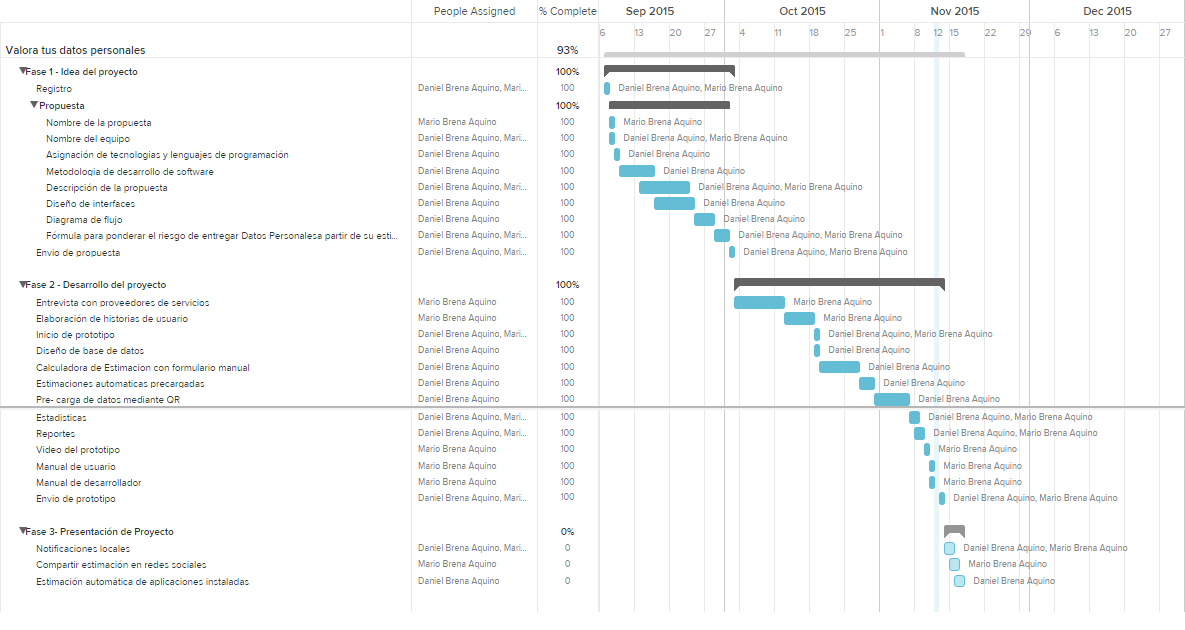 People Assigned % Complete Sep 2015 Oct 2015 Nov 2015 Dec 2015
6 13 20 27 4 11 18 25 1 8 12 15 22 29 6 13 20 27
Valora tus datos personales 93%
Fase 1 - Idea del proyecto 100%
Registro Daniel Brena Aquino, Mari... 100 Daniel Brena Aquino, Mario Brena Aquino
Propuesta 100%
Nombre de la propuesta Mario Brena Aquino 100 Mario Brena Aquino
Nombre del equipo Daniel Brena Aquino, Mari... 100 Daniel Brena Aquino, Mario Brena Aquino
Asignación de tecnologias y lenguajes de programación Daniel Brena Aquino 100 Daniel Brena Aquino
Metodologia de desarrollo de software Daniel Brena Aquino 100 Daniel Brena Aquino
Descripción de la propuesta Daniel Brena Aquino, Mari... 100 Daniel Brena Aquino, Mario Brena Aquino
Diseño de interfaces Daniel Brena Aquino 100 Daniel Brena Aquino
Diagrama de flujo Daniel Brena Aquino 100 Daniel Brena Aquino
Fórmula para ponderar el riesgo de entregar Datos Personalesa partir de su esti... Daniel Brena Aquino, Mari... 100 Daniel Brena Aquino, Mario Brena Aquino
Envio de propuesta Daniel Brena Aquino, Mari... 100 Daniel Brena Aquino, Mario Brena Aquino
Fase 2 - Desarrollo del proyecto 100%
Entrevista con proveedores de servicios Mario Brena Aquino 100 Mario Brena Aquino
Elaboración de historias de usuario Mario Brena Aquino 100 Mario Brena Aquino
Inicio de prototipo Daniel Brena Aquino, Mari... 100 Daniel Brena Aquino, Mario Brena Aquino
Diseño de base de datos Daniel Brena Aquino 100 Daniel Brena Aquino
Calculadora de Estimacion con formulario manual Daniel Brena Aquino 100 Daniel Brena Aquino
Estimaciones automaticas precargadas Daniel Brena Aquino 100 Daniel Brena Aquino
Pre- carga de datos mediante QR Daniel Brena Aquino 100 Daniel Brena Aquino
Estadisticas Daniel Brena Aquino, Mari... 100 Daniel Brena Aquino, Mario Brena Aquino
Reportes Daniel Brena Aquino, Mari... 100 Daniel Brena Aquino, Mario Brena Aquino
Video del prototipo Mario Brena Aquino 100 Mario Brena Aquino
Manual de usuario Mario Brena Aquino 100 Mario Brena Aquino
Manual de desarrollador Mario Brena Aquino 100 Mario Brena Aquino
Envio de prototipo Daniel Brena Aquino, Mari... 100 Daniel Brena Aquino, Mario Brena Aquino
Fase 3- Presentación de Proyecto 0%
Notificaciones locales Daniel Brena Aquino, Mari... 0 Daniel Brena Aquino, Mario Brena Aquino
Compartir estimación en redes sociales Mario Brena Aquino 0 Mario Brena Aquino
Estimación automática de aplicaciones instaladas Daniel Brena Aquino 0 Daniel Brena Aquino